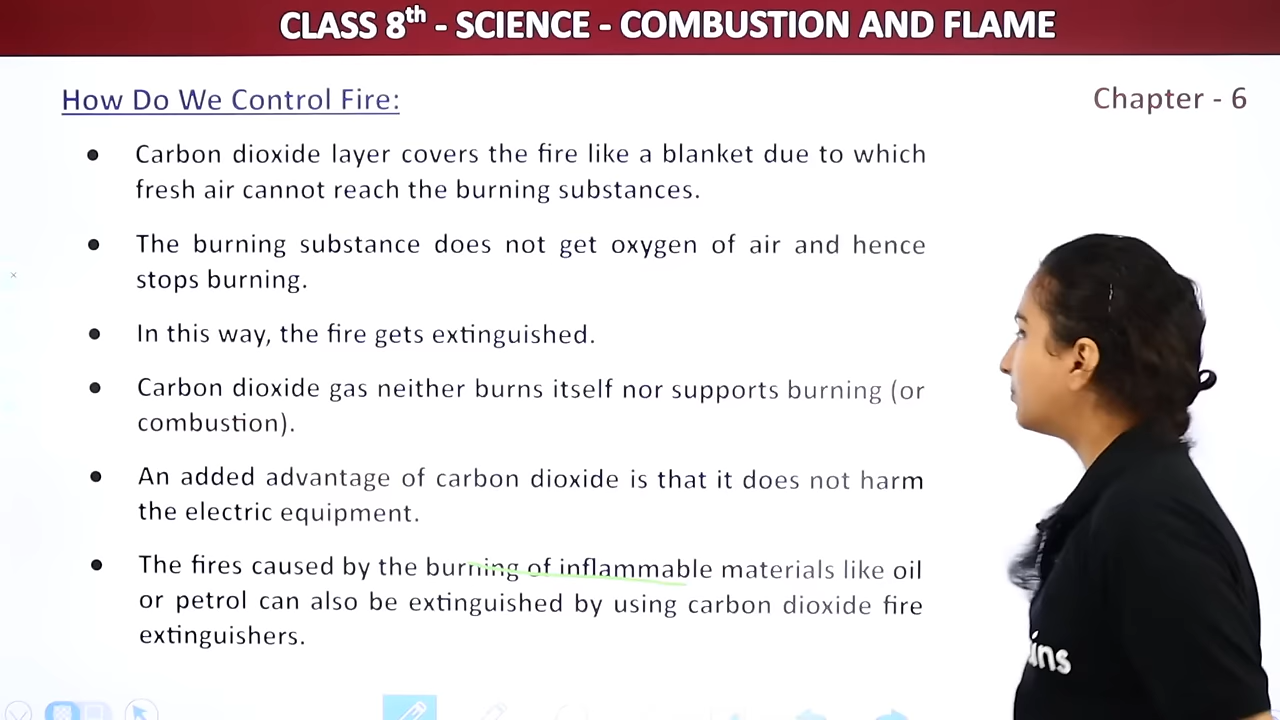 CLASS 8th - SCIENCE - COMBUSTION AND FLAME
How Do We Control Fire:
Chapter - 6
● Carbon dioxide layer covers the fire like a blanket due to which
fresh air cannot reach the burning substances.
● The burning substance does not get oxygen of air and hence
stops burning.
● In this way, the fire gets extinguished.
● Carbon dioxide gas neither burns itself nor supports burning (or
combustion).
● An added advantage of carbon dioxide is that it does not harm
the electric equipment.
● The fires caused by the burning of inflammable materials like oil
or petrol can also be extinguished by using carbon dioxide fire
extinguishers.